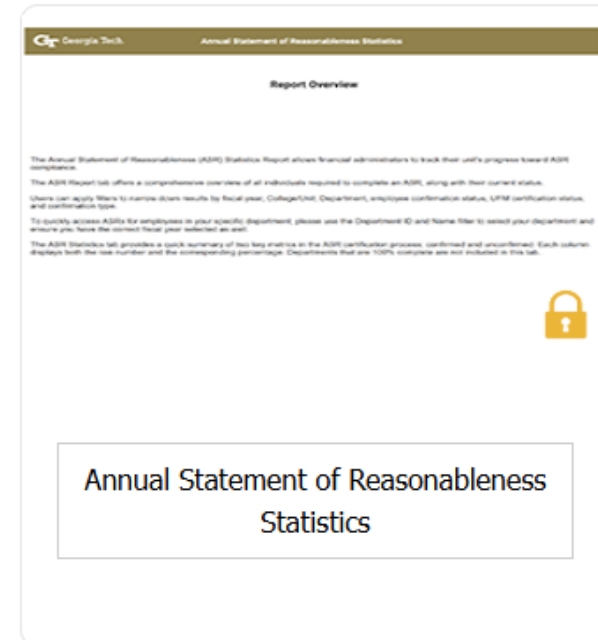 Georgia Tech. Annual Statement of Reasonableness Statistics
Report Overview
The Annual Statement of Reasonableness (ASR) Statistics Report allows financial administrators to track their unit's progress toward ASR
compliance.
The ASR Report tab offers a comprehensive overview of all individuals required to complete an ASR, along with their current status.
Users can apply filters to narrow down results by fiscal year, College/Unit, Department, employee confirmation status, UFM certification status,
and confirmation type.
To quickly access ASRs for employees in your specific department, please use the Department ID and Name filter to select your department and
ensure you have the correct fiscal year selected as well.
The ASR Statistics tab provides a quick summary of two key metrics in the ASR certification process, confirmed and unconfirmed. Each column
displays both the raw number and the corresponding percentage. Departments that are 100% complete are not included in this tab.
Annual Statement of Reasonableness
Statistics